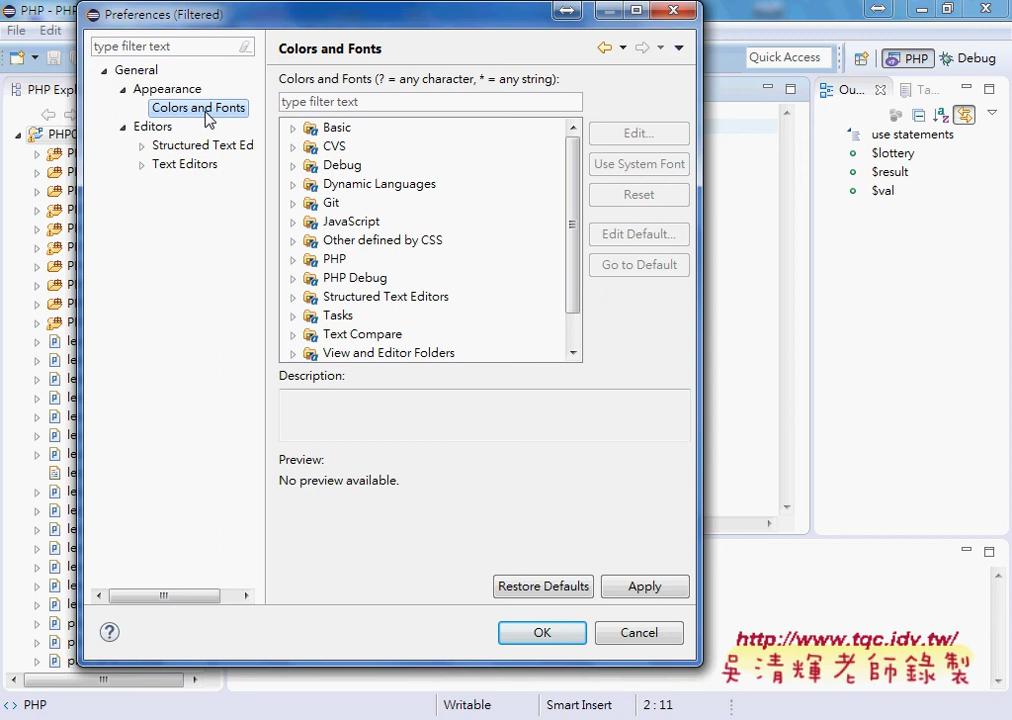 PHP - PHP
Preferences (Filtered)
File Edit
type filter text
Colors and Fonts
Quick Access
PHP
Debug
General
Appearance
Colors and Fonts
Editors
Structured Text Ed
Text Editors
Colors and Fonts (? = any character, * = any string):
type filter text
Basic
CVS
Debug
Dynamic Languages
Git
JavaScript
Other defined by CSS
PHP
PHP Debug
Structured Text Editors
Tasks
Text Compare
View and Editor Folders
Edit...
Use System Font
Reset
Edit Default...
Go to Default
Description:
Preview:
No preview available.
Restore Defaults
Apply
OK
Cancel
PHP Exp
Ou...
Ta...
use statements
$lottery
$result
$val
http://www.tqc.idv.tw/
吳清輝老師錄製
PHP
Writable
Smart Insert
2 : 11